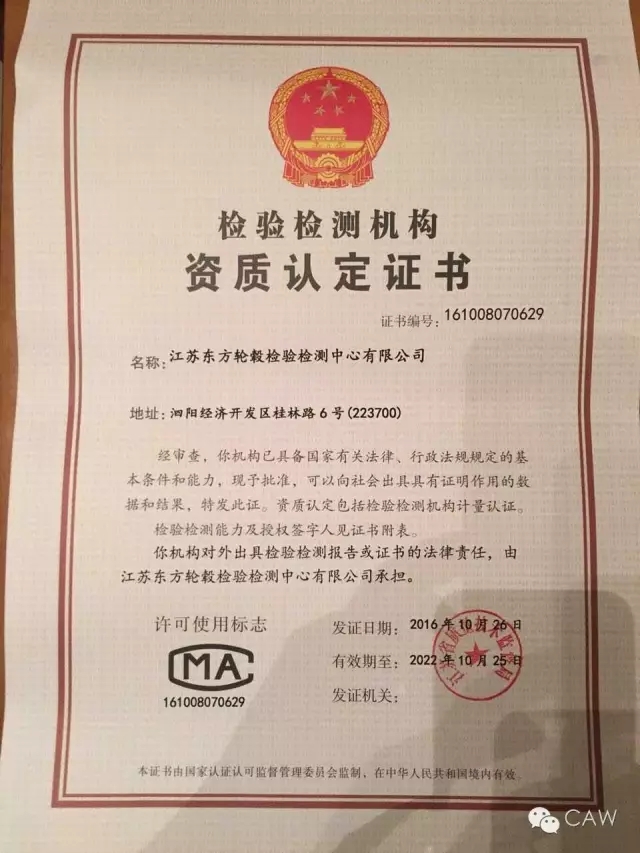 检验检测机构
资质认定证书
证书编号:161008070629
名称:江苏东方轮毂检验检测中心有限公司
地址:泗阳经济开发区桂林路6号(223700)
经审查，你机构已具备国家有关法律、行政法规规定的基
本条件和能力，现予批准，可以向社会出具具有证明作用的数
据和结果，特发此证。资质认定包括检验检测机构计量认证。
检验检测能力及授权签字人见证书附表。
你机构对外出具检验检测报告或证书的法律责任，由
江苏东方轮毂检验检测中心有限公司承担。
许可使用标志
CMA
161008070629
发证日期:2016年10月26日
有效期至:2022年10月25日
发证机关:
江苏省质量技术监督局
本证书由国家认证认可监督管理委员会监制，在中华人民共和国境内有效。
CAW